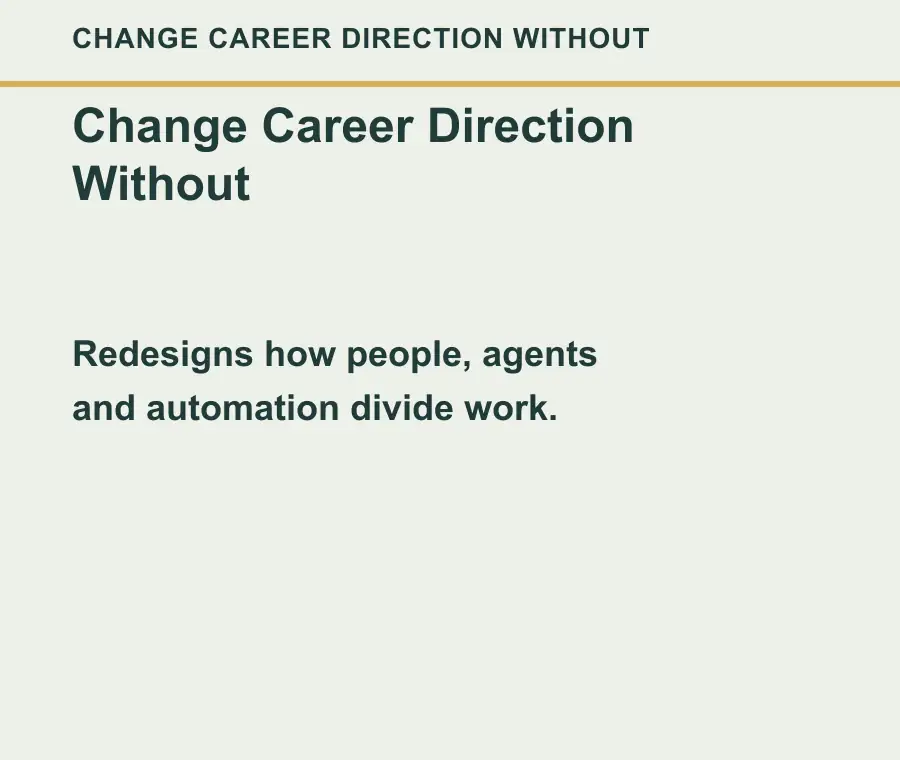 CHANGE CAREER DIRECTION WITHOUT
Change Career Direction
Without
Redesigns how people, agents
and automation divide work.